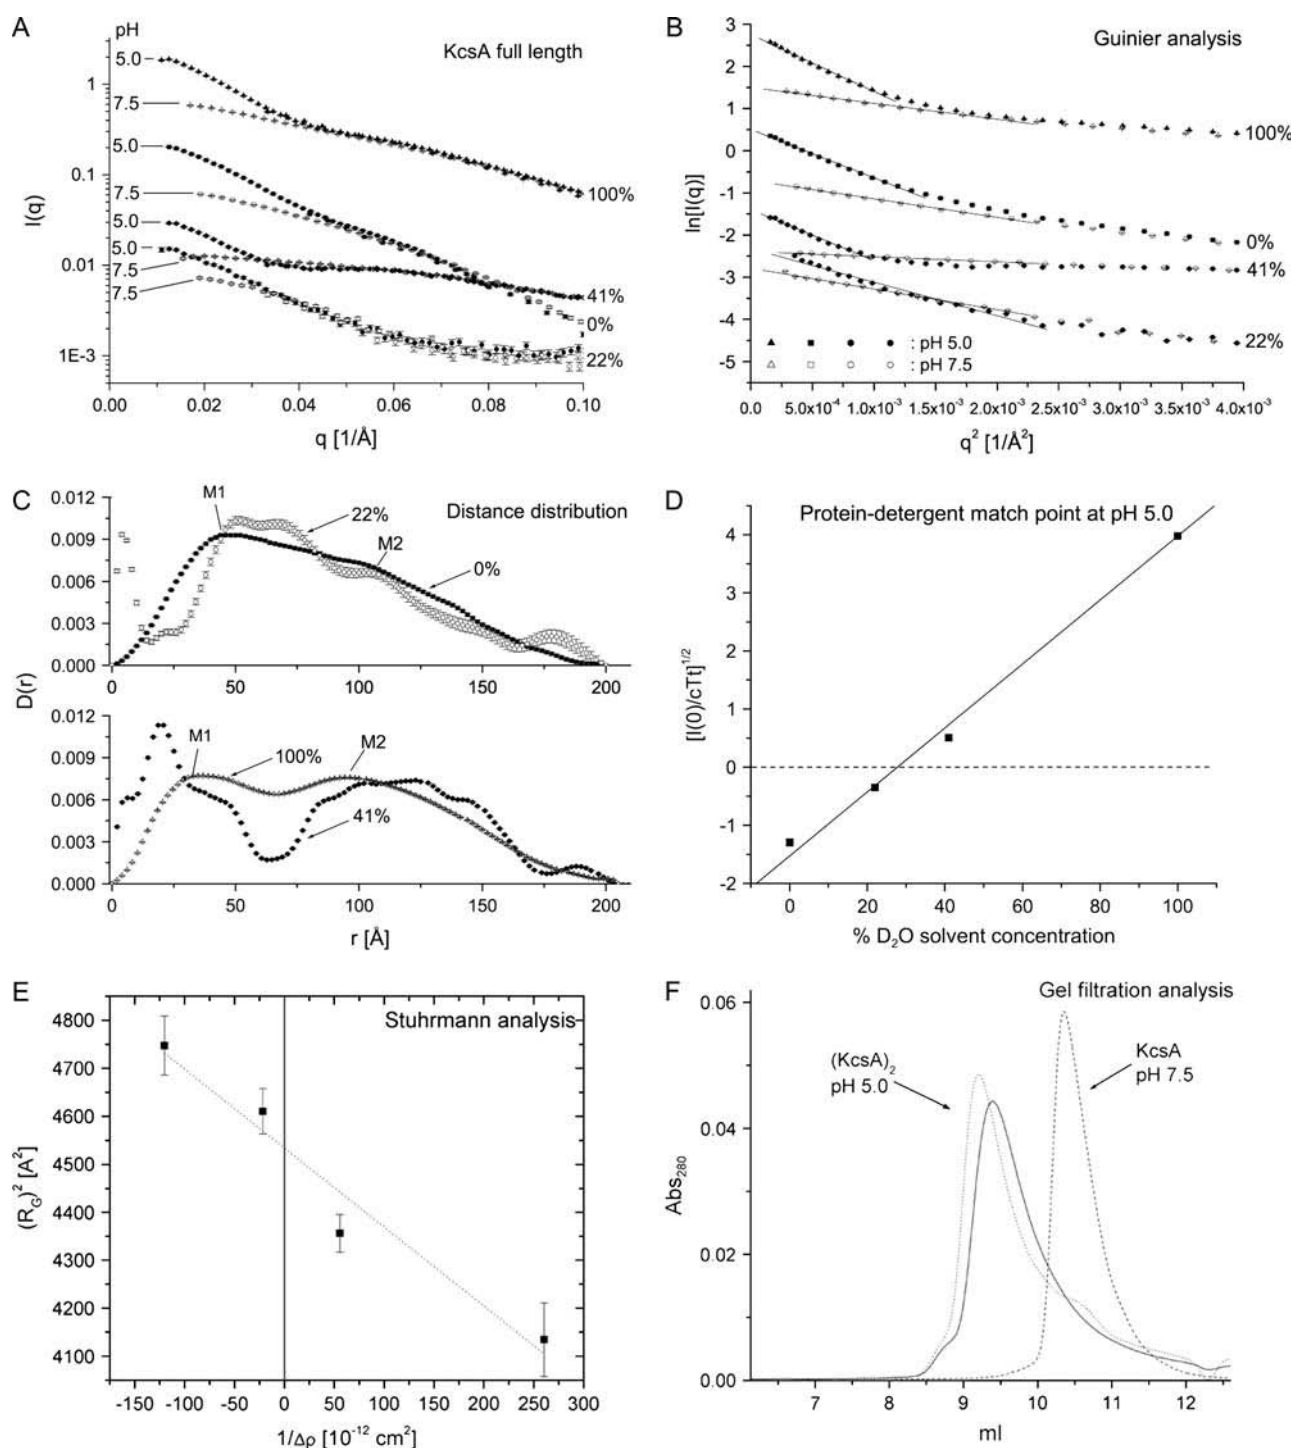 A
pH
KcsA full length
5.0
7.5
5.0
7.5
5.0
5.0
7.5
7.5
100%
41%
0%
22%
1
0.1
0.01
1E-3
I(q)
0.00 0.02 0.04 0.06 0.08 0.10
q [1/Å]
B
Guinier analysis
3
2
1
0
-1
-2
-3
-4
-5
ln[I(q)]
100%
0%
41%
22%
: pH 5.0
: pH 7.5
0.0 5.0x10⁻⁴ 1.0x10⁻³ 1.5x10⁻³ 2.0x10⁻³ 2.5x10⁻³ 3.0x10⁻³ 3.5x10⁻³ 4.0x10⁻³
q² [1/Å²]
C
Distance distribution
0.012
0.009
0.006
0.003
0.000
M1
22%
M2
0%
0 50 100 150 200
D(r)
0.012
0.009
0.006
0.003
0.000
M1
100%
M2
41%
0 50 100 150 200
r [Å]
D
Protein-detergent match point at pH 5.0
4
3
2
1
0
-1
-2
[I(0)/cTt]^1/2
0 20 40 60 80 100
% D₂O solvent concentration
E
Stuhrmann analysis
4800
4700
4600
4500
4400
4300
4200
4100
(R_G)² [A²]
-150 -100 -50 0 50 100 150 200 250 300
1/Δρ [10⁻¹² cm²]
F
Gel filtration analysis
0.06
0.04
0.02
0.00
Abs₂₈₀
(KcsA)₂
pH 5.0
KcsA
pH 7.5
7 8 9 10 11 12
ml